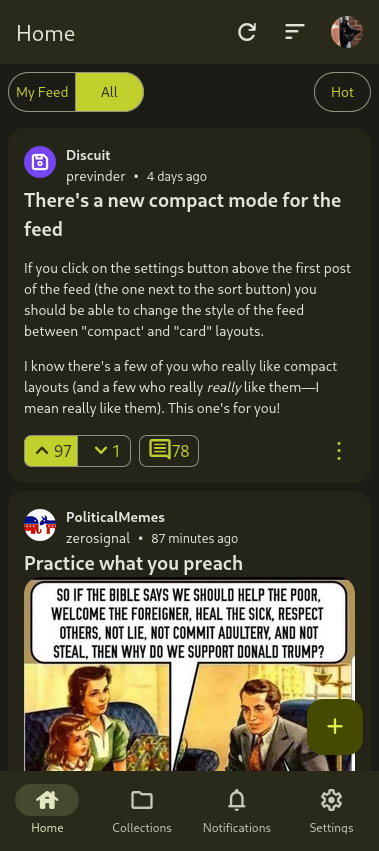 Home
My Feed
All
Hot
Discuit
previnder • 4 days ago
There's a new compact mode for the
feed
If you click on the settings button above the first post
of the feed (the one next to the sort button) you
should be able to change the style of the feed
between "compact' and "card" layouts.
I know there's a few of you who really like compact
layouts (and a few who really really like them—I
mean really like them). This one's for you!
97
1
78
PoliticalMemes
zerosignal • 87 minutes ago
Practice what you preach
SO IF THE BIBLE SAYS WE SHOULD HELP THE POOR,
WELCOME THE FOREIGNER, HEAL THE SICK, RESPECT
OTHERS, NOT LIE, NOT COMMIT ADULTERY, AND NOT
STEAL, THEN WHY DO WE SUPPORT DONALD TRUMP?
Home
Collections
Notifications
Settings